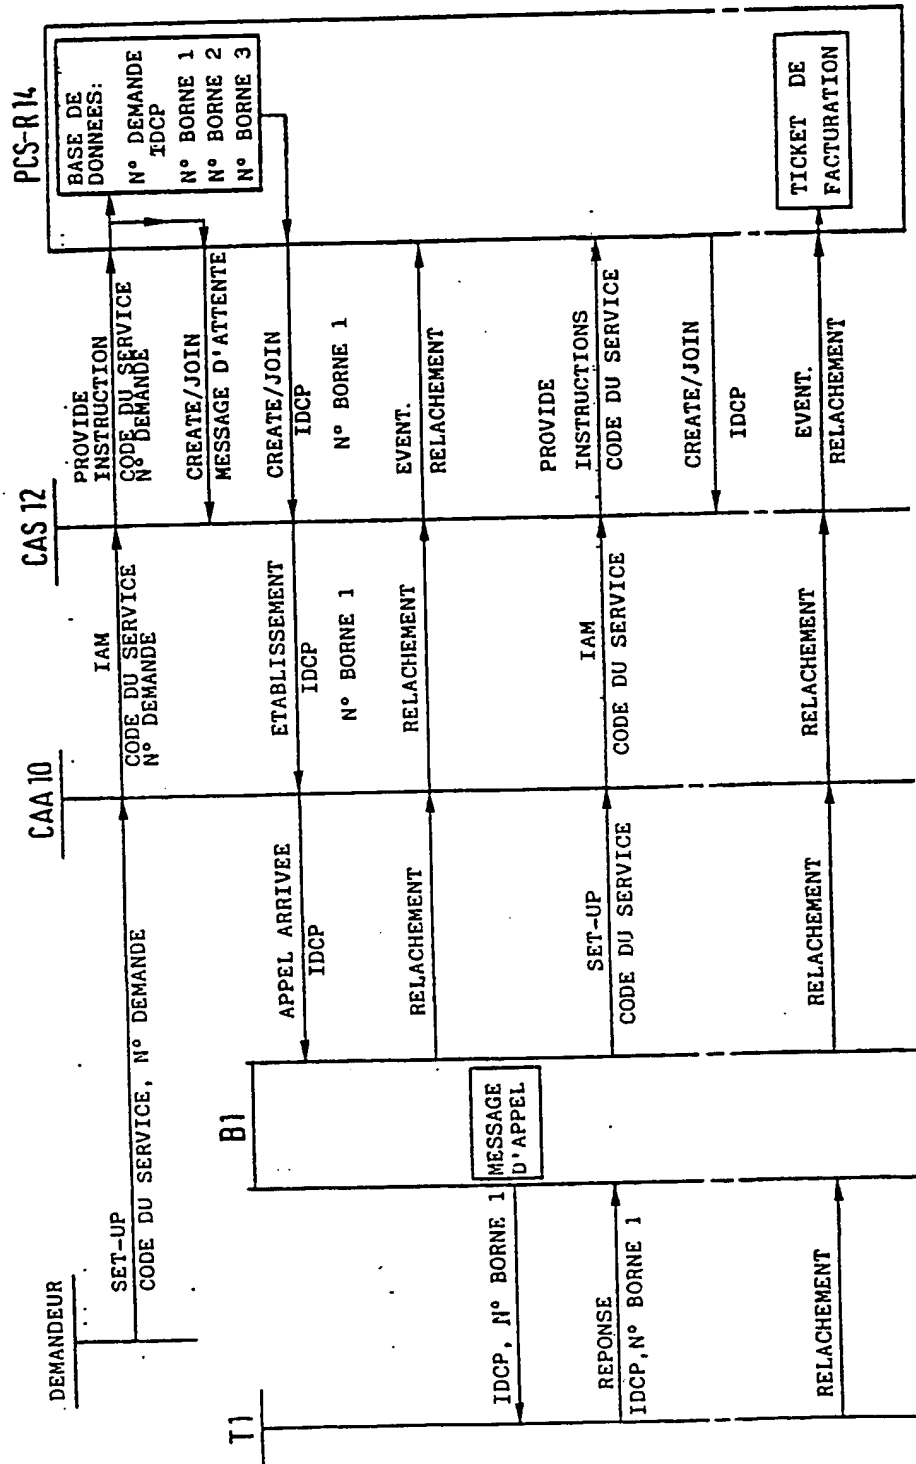 DEMANDEUR
T1
B1
CAA 10
CAS 12
PCS-R 14
SET-UP
CODE DU SERVICE, N° DEMANDE
IAM
CODE DU SERVICE
N° DEMANDE
PROVIDE
INSTRUCTION
CODE DU SERVICE
N° DEMANDE
BASE DE
DONNEES:
N° DEMANDE
IDCP
N° BORNE 1
N° BORNE 2
N° BORNE 3
CREATE/JOIN
MESSAGE D'ATTENTE
CREATE/JOIN
IDCP
N° BORNE 1
ETABLISSEMENT
IDCP
N° BORNE 1
APPEL ARRIVEE
IDCP
RELACHEMENT
RELACHEMENT
EVENT.
RELACHEMENT
MESSAGE
D'APPEL
IDCP, N° BORNE 1
REPONSE
IDCP, N° BORNE 1
SET-UP
CODE DU SERVICE
IAM
CODE DU SERVICE
PROVIDE
INSTRUCTIONS
CODE DU SERVICE
CREATE/JOIN
IDCP
RELACHEMENT
RELACHEMENT
RELACHEMENT
EVENT.
RELACHEMENT
TICKET DE
FACTURATION